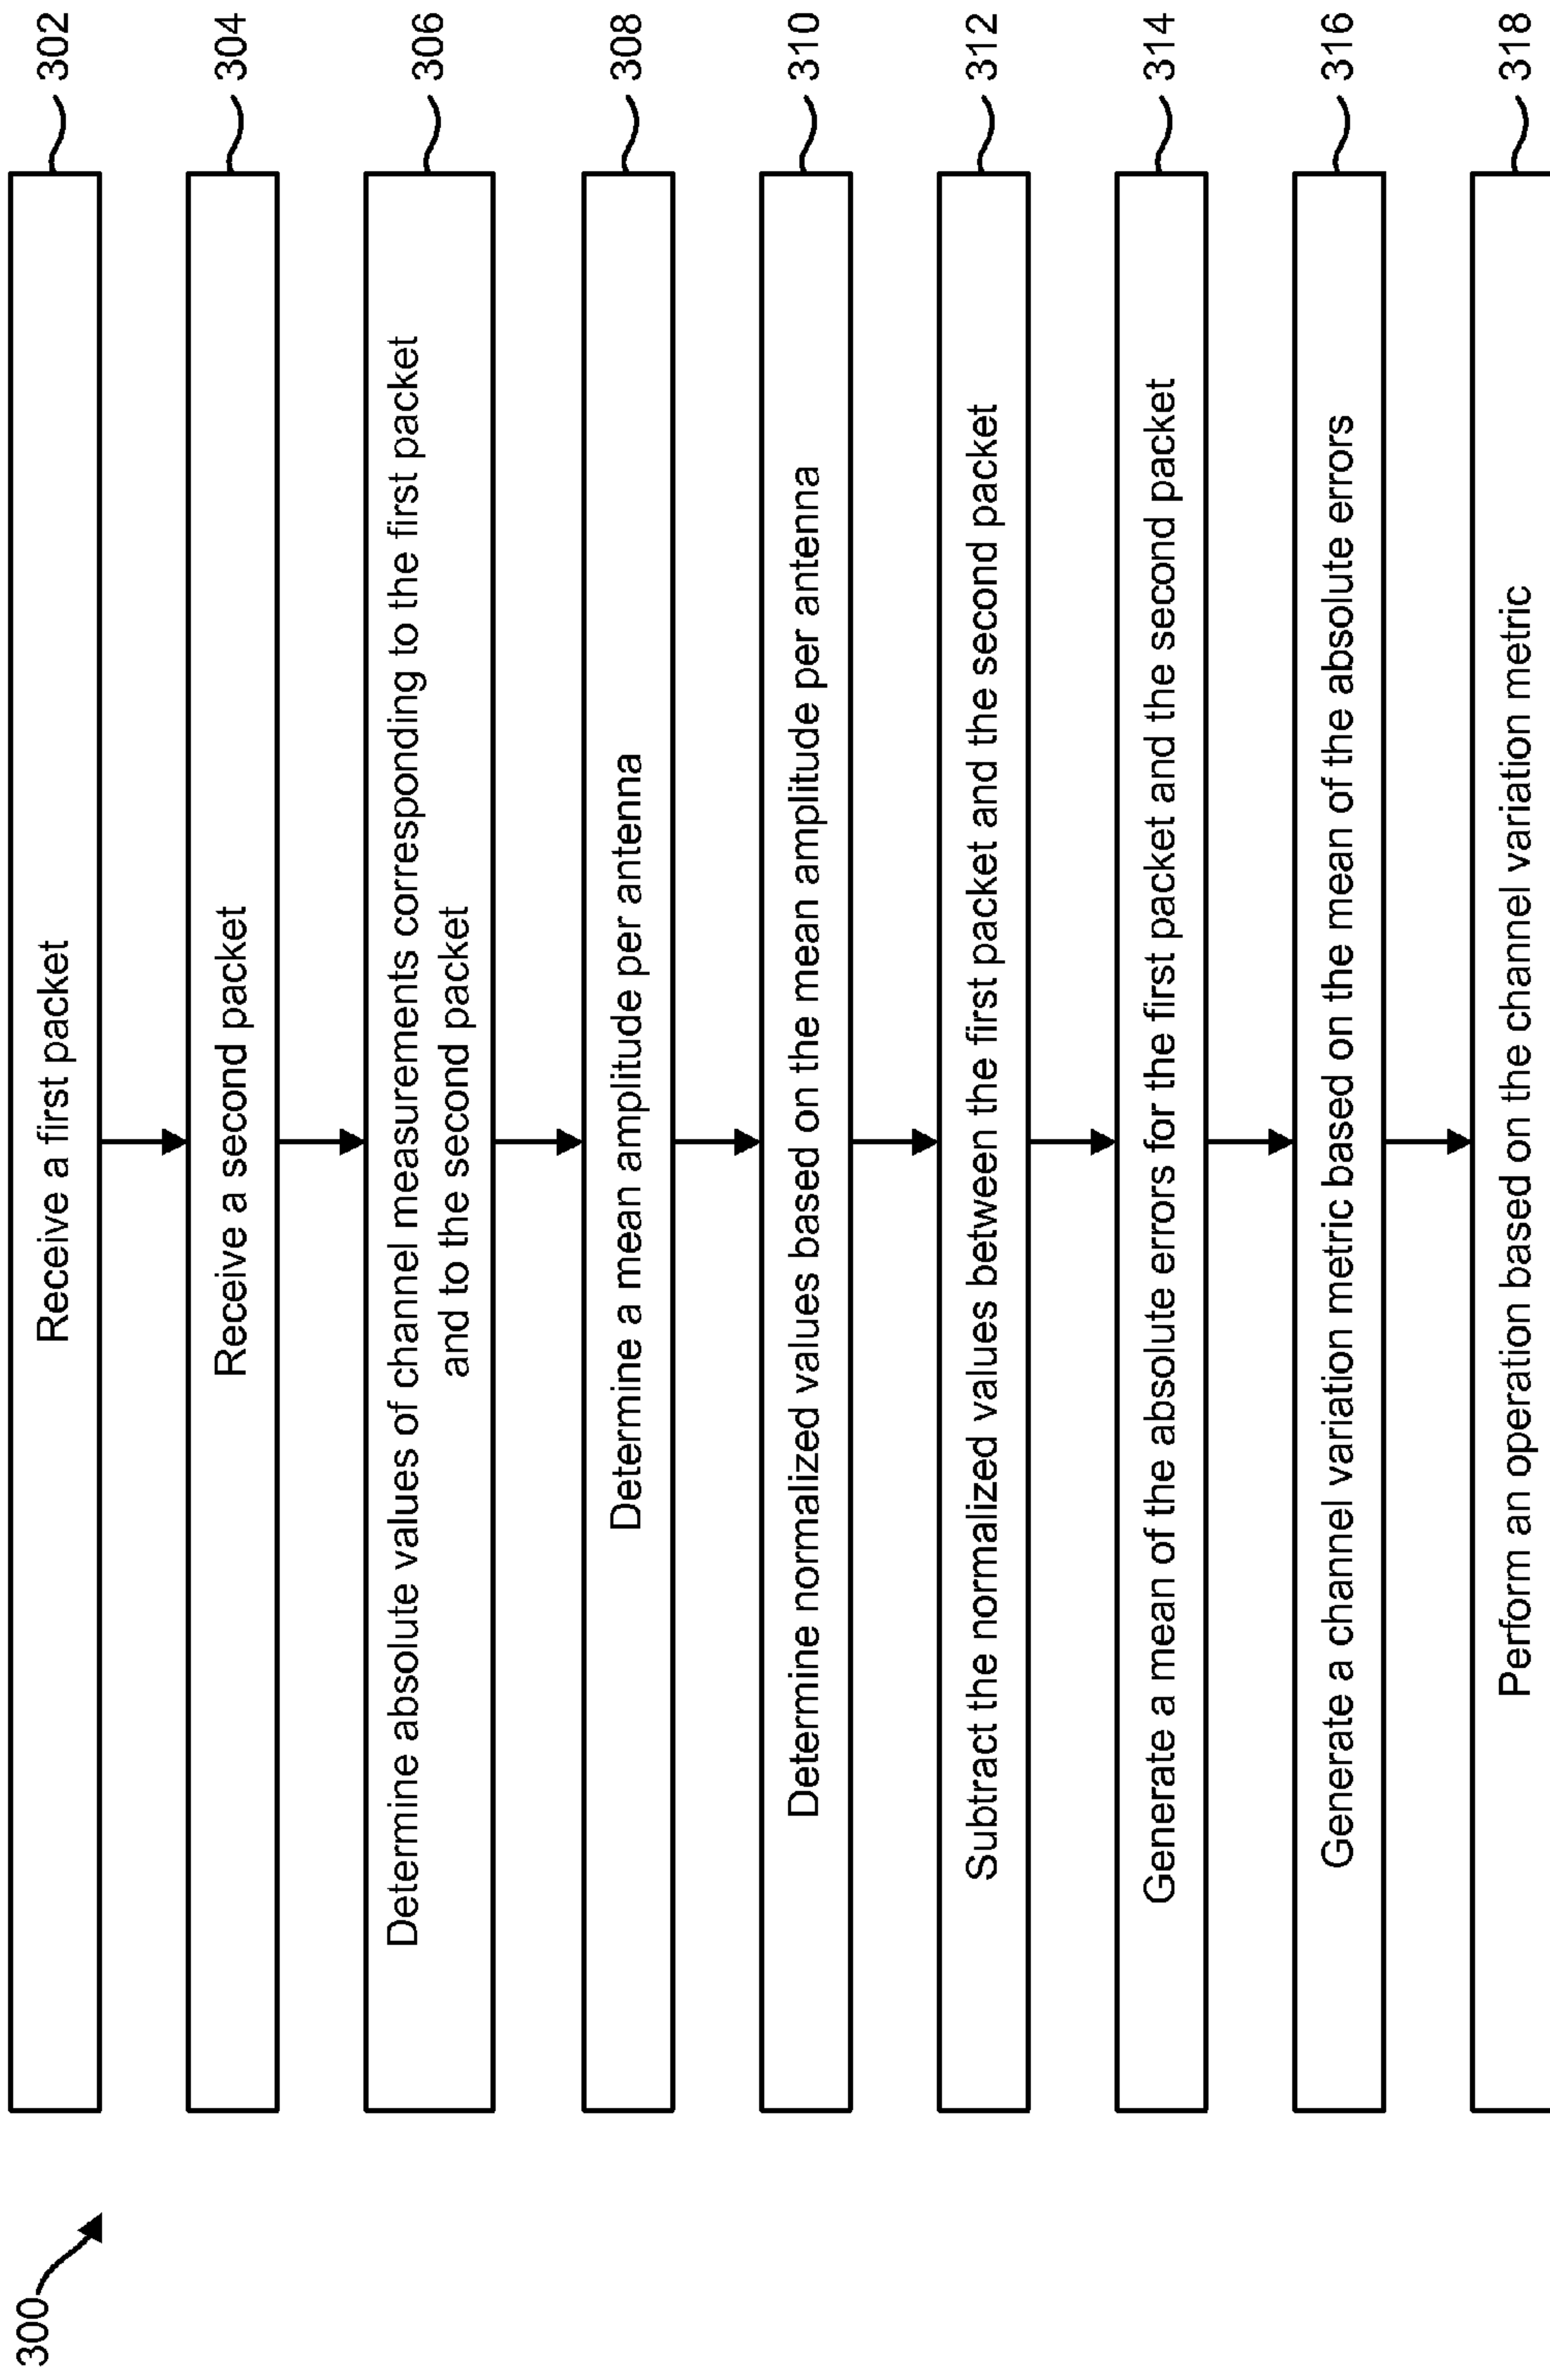 300
Receive a first packet
302
Receive a second packet
304
Determine absolute values of channel measurements corresponding to the first packet
and to the second packet
306
Determine a mean amplitude per antenna
308
Determine normalized values based on the mean amplitude per antenna
310
Subtract the normalized values between the first packet and the second packet
312
Generate a mean of the absolute errors for the first packet and the second packet
314
Generate a channel variation metric based on the mean of the absolute errors
316
Perform an operation based on the channel variation metric
318